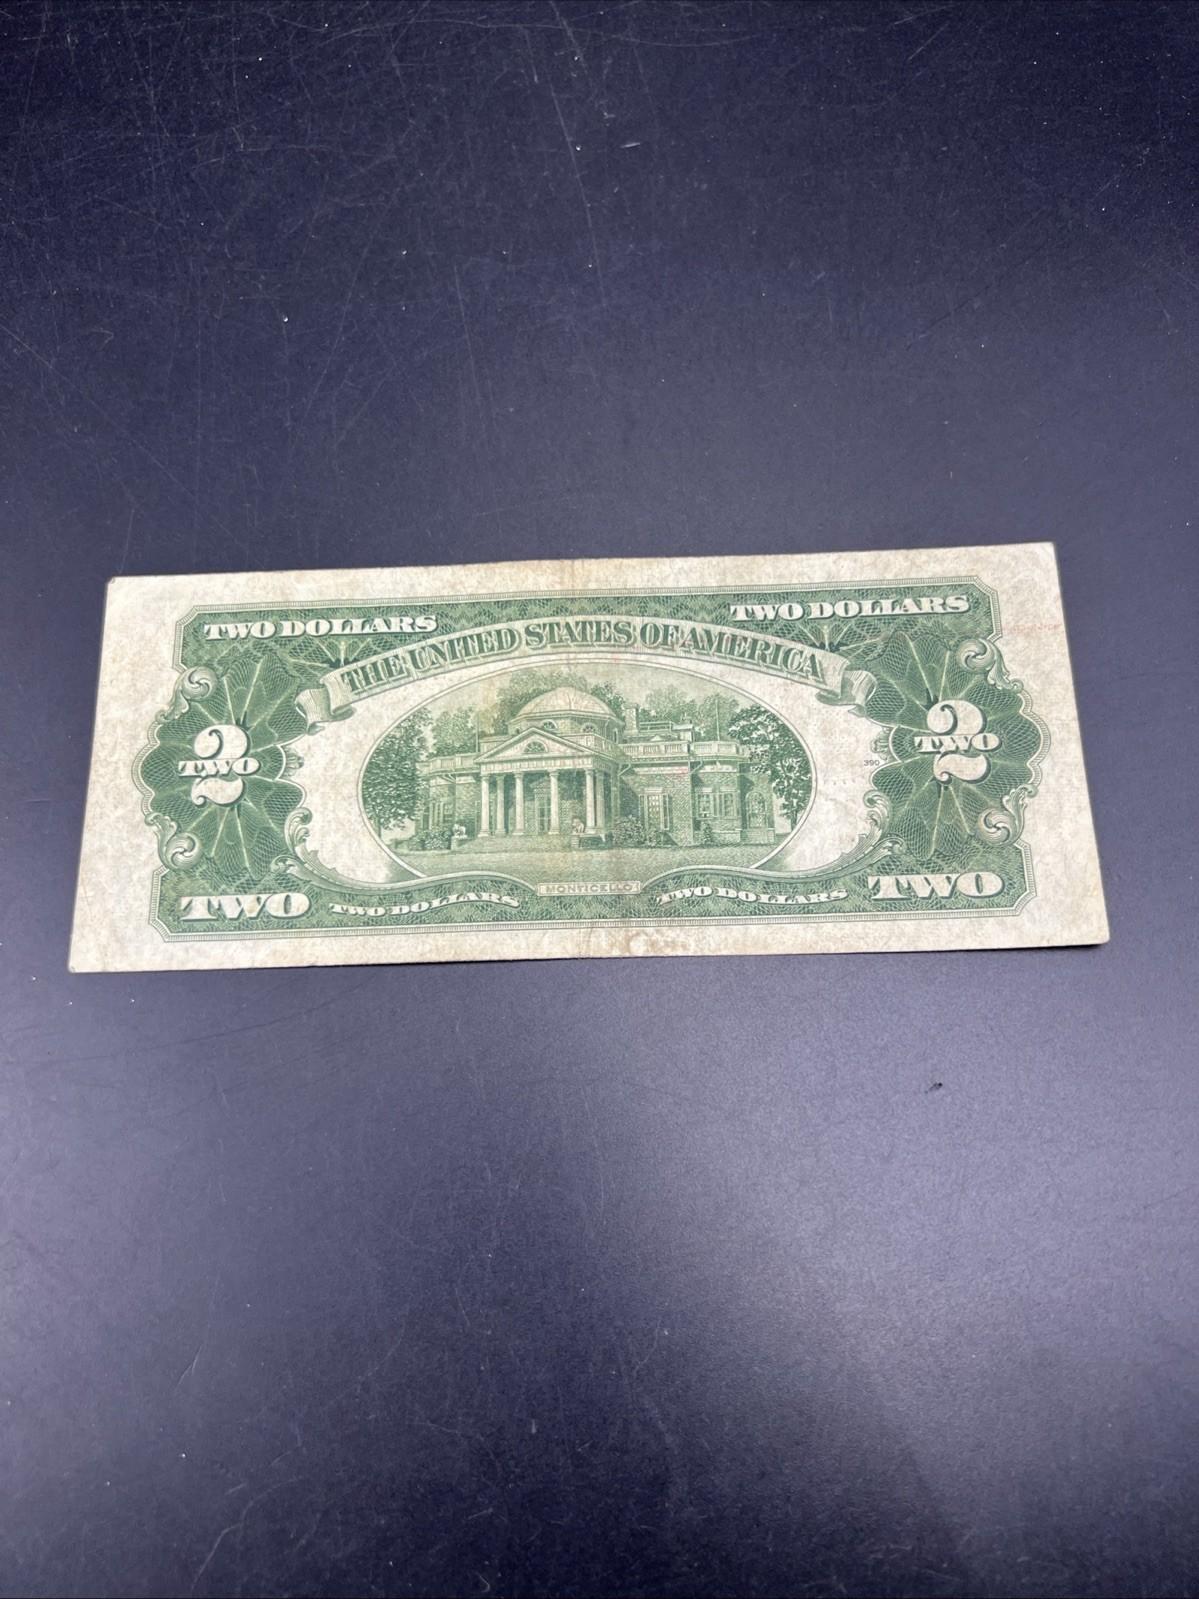 TWO DOLLARS
TWO DOLLARS
THE UNITED STATES OF AMERICA
2
TWO
2
TWO
390
MONTICELLO
TWO
TWO DOLLARS
TWO DOLLARS
TWO